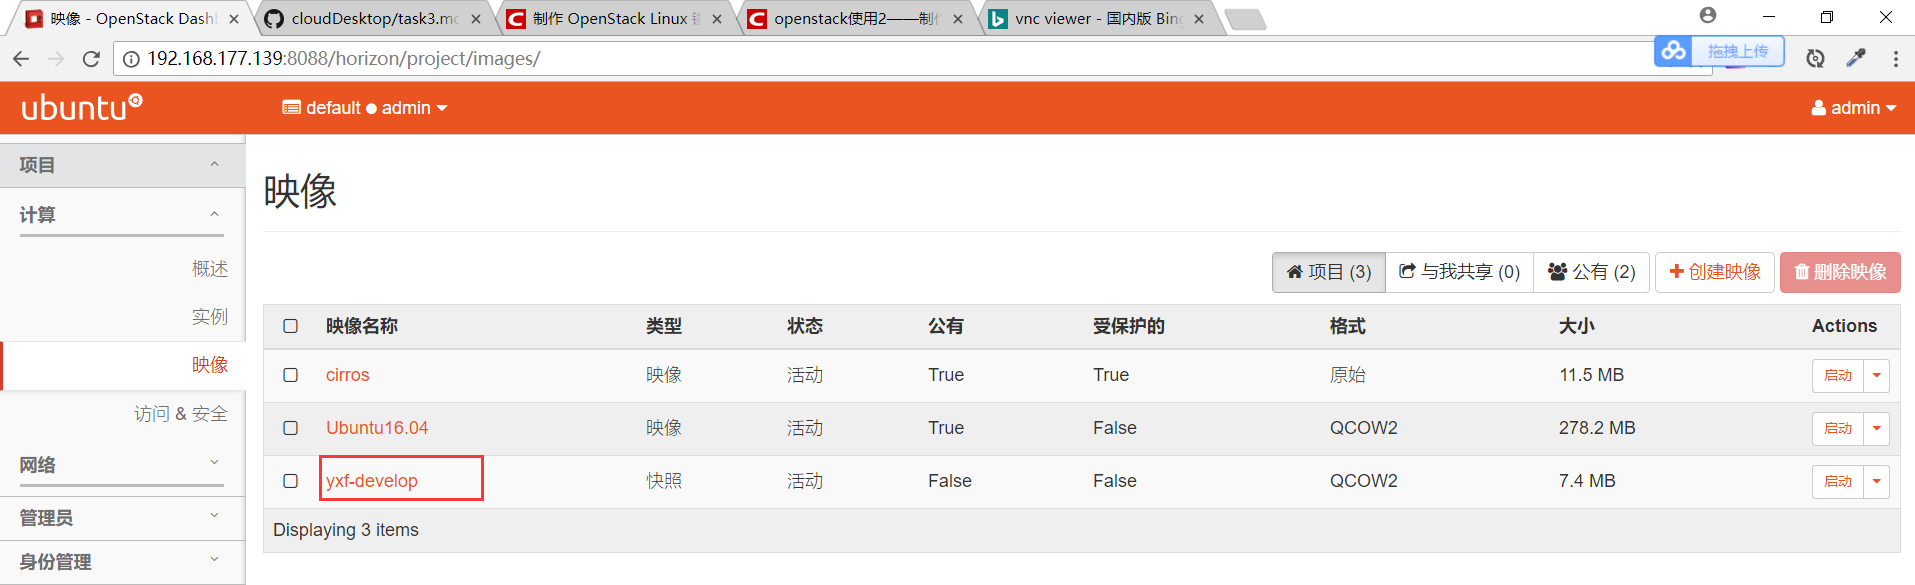 映像 - OpenStack Dash
cloudDesktop/task3.m
制作 OpenStack Linux
openstack使用2——制
vnc viewer - 国内版 Bin
192.168.177.139:8088/horizon/project/images/
拖拽上传
ubuntu
default ● admin
admin
项目
计算
概述
实例
映像
访问 & 安全
网络
管理员
身份管理
映像
项目 (3)
与我共享 (0)
公有 (2)
创建映像
删除映像
映像名称 类型 状态 公有 受保护的 格式 大小 Actions
cirros 映像 活动 True True 原始 11.5 MB 启动
Ubuntu16.04 映像 活动 True False QCOW2 278.2 MB 启动
yxf-develop 快照 活动 False False QCOW2 7.4 MB 启动
Displaying 3 items